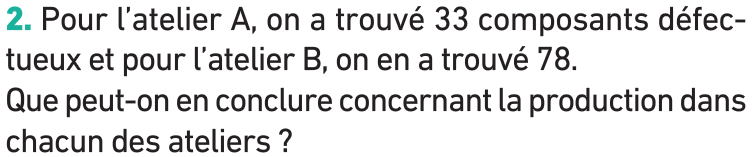 2. Pour l'atelier A, on a trouvé 33 composants défec-
tueux et pour l'atelier B, on en a trouvé 78.
Que peut-on en conclure concernant la production dans
chacun des ateliers ?